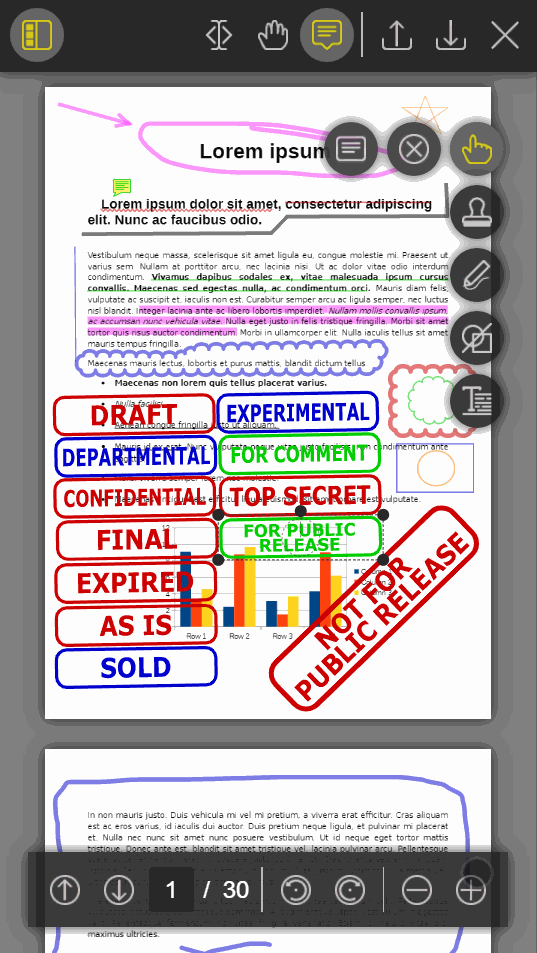 Lorem ipsum
Lorem ipsum dolor sit amet, consectetur adipiscing
elit. Nunc ac faucibus odio.
Vestibulum neque massa, scelerisque sit amet ligula eu, congue molestie mi. Praesent ut
varius sem. Nullam at porttitor arcu, nec lacinia nisi. Ut ac dolor vitae odio interdum
condimentum. Vivamus dapibus sodales ex, vitae malesuada ipsum cursus
convallis. Maecenas sed egestas nulla, ac condimentum orci. Mauris diam felis,
vulputate ac suscipit et, iaculis non est. Curabitur semper arcu ac ligula semper, nec luctus
nisl blandit. Integer lacinia ante ac libero lobortis imperdiet. Nullam mollis convallis ipsum,
ac accumsan nunc vehicula vitae. Nulla eget justo in felis tristique fringilla. Morbi sit amet
tortor quis risus auctor condimentum. Morbi in ullamcorper elit. Nulla iaculis tellus sit amet
mauris tempus fringilla.
Maecenas mauris lectus, lobortis et purus mattis, blandit dictum tellus
Maecenas non lorem quis tellus placerat varius.
Nulla facilisi.
Aenean congue fringilla justo ut aliquam.
DRAFT
EXPERIMENTAL
DEPARTMENTAL
FOR COMMENT
CONFIDENTIAL
TOP SECRET
FINAL
FOR PUBLIC
RELEASE
EXPIRED
AS IS
SOLD
NOT FOR
PUBLIC RELEASE
Row 1
Row 2
Row 3
In non mauris justo. Duis vehicula mi vel mi pretium, a viverra erat efficitur. Cras aliquam
est ac eros varius, id iaculis dui auctor. Duis pretium neque ligula, et pulvinar mi placerat
et. Nulla nec nunc sit amet nunc posuere vestibulum. Ut id neque eget tortor mattis
tristique. Donec ante est, blandit sit amet tristique vel, lacinia pulvinar arcu. Pellentesque
1 / 30
maximus ultricies.